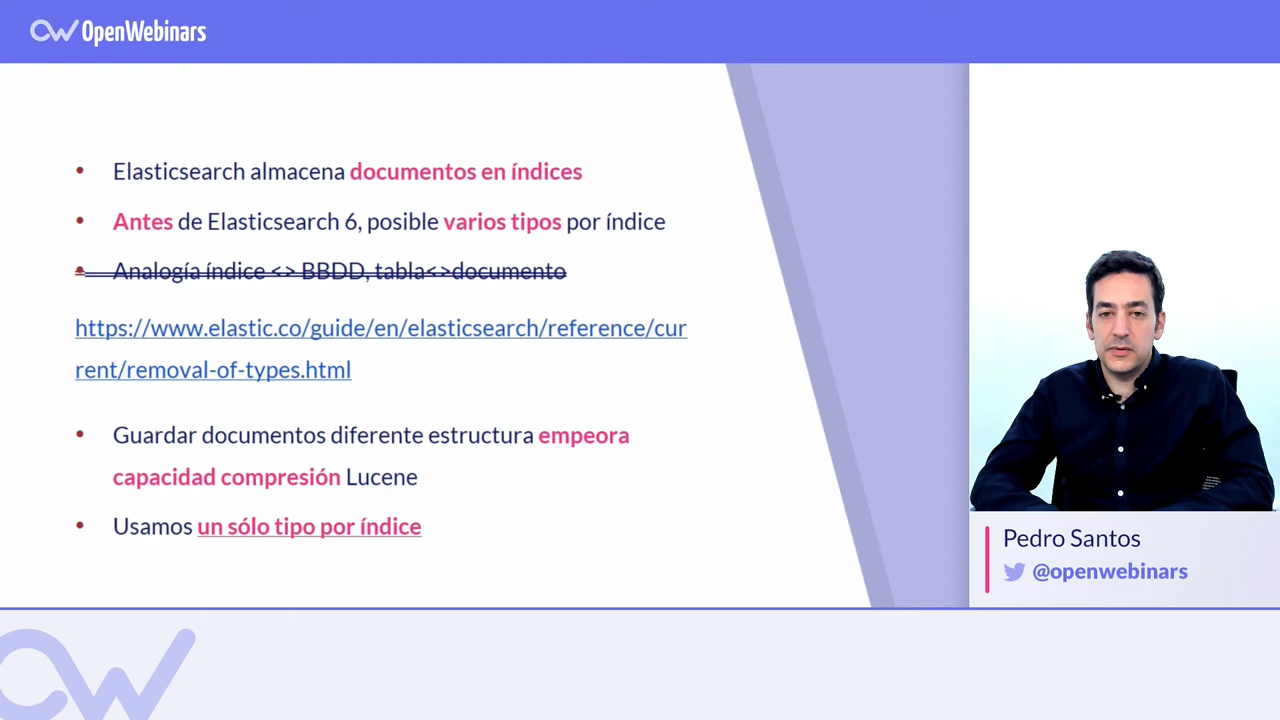 OpenWebinars
• Elasticsearch almacena documentos en índices
• Antes de Elasticsearch 6, posible varios tipos por índice
• Analogía índice <> BBDD, tabla<>documento
https://www.elastic.co/guide/en/elasticsearch/reference/cur
rent/removal-of-types.html
• Guardar documentos diferente estructura empeora
capacidad compresión Lucene
• Usamos un sólo tipo por índice
Pedro Santos
@openwebinars